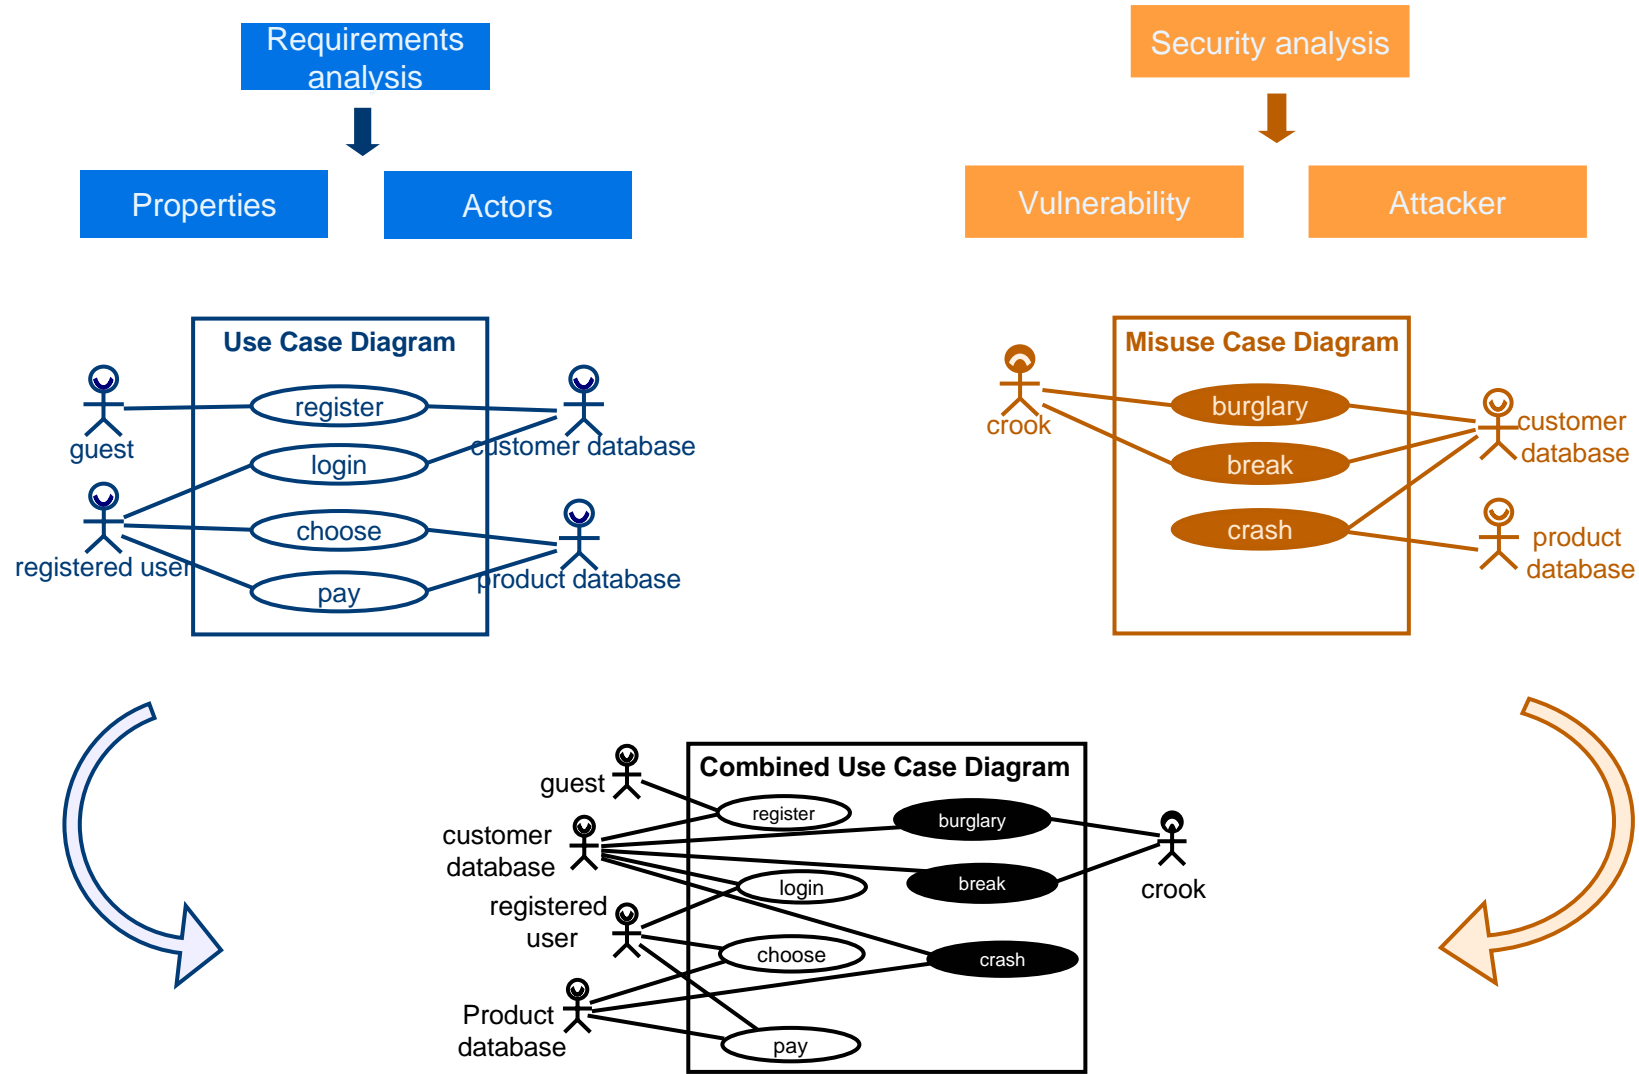 Requirements
analysis
Security analysis
Properties
Actors
Vulnerability
Attacker
Use Case Diagram
guest
register
customer database
login
registered user
choose
product database
pay
Misuse Case Diagram
crook
burglary
customer
database
break
crash
product
database
Combined Use Case Diagram
guest
register
burglary
customer
database
login
break
crook
registered
user
choose
crash
Product
database
pay